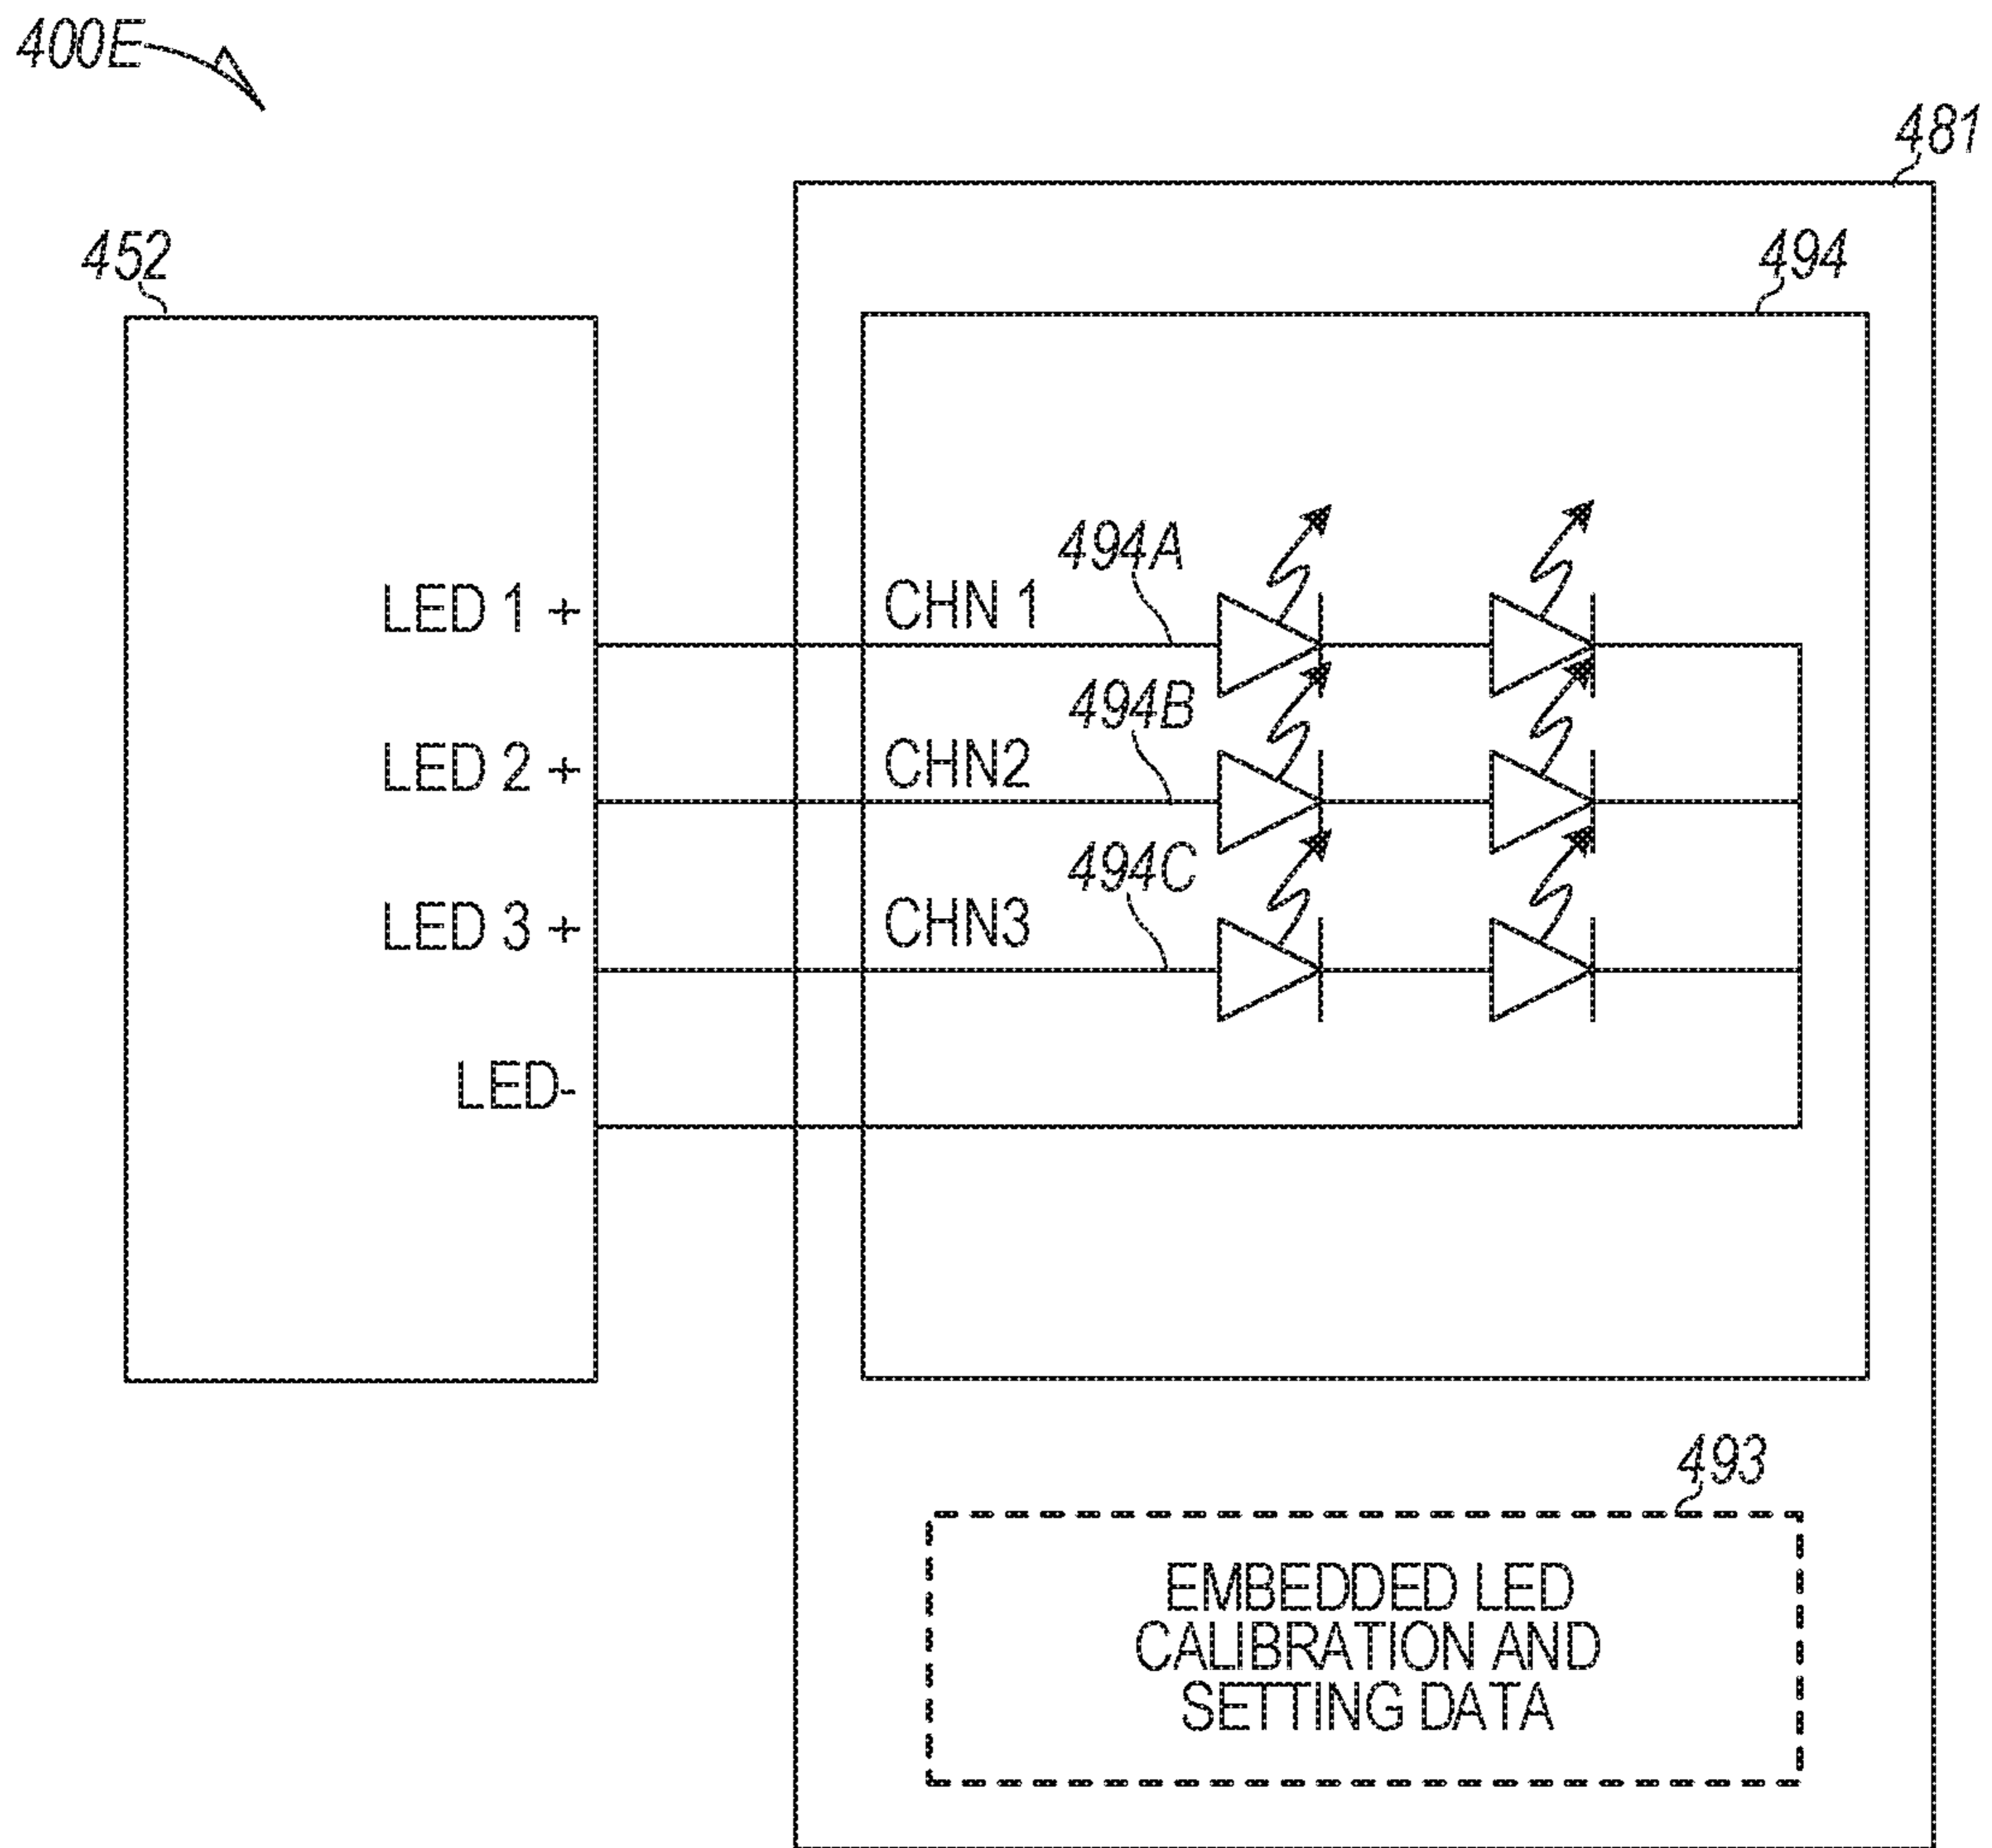 400E
481
452
494
494A
LED 1 +
CHN 1
494B
LED 2 +
CHN2
494C
LED 3 +
CHN3
LED-
493
EMBEDDED LED
CALIBRATION AND
SETTING DATA